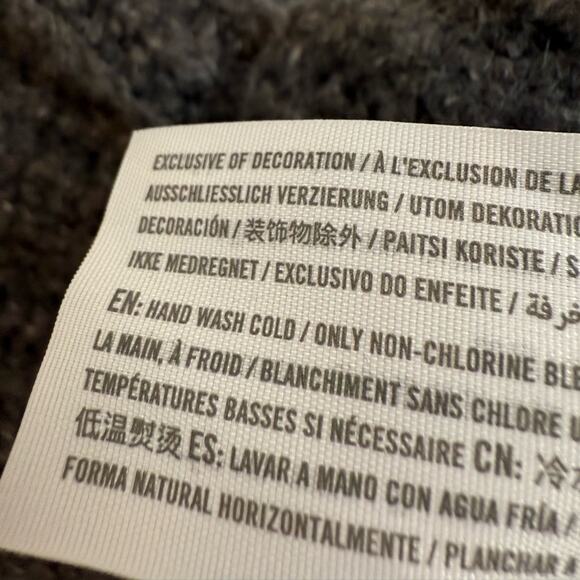 EXCLUSIVE OF DECORATION / À L'EXCLUSION DE LA
AUSSCHLIESSLICH VERZIERUNG / UTOM DEKORATIO
DECORACIÓN / 装饰物除外 / PAITSI KORISTE / S
IKKE MEDREGNET / EXCLUSIVO DO ENFEITE /
EN: HAND WASH COLD / ONLY NON-CHLORINE BLE
LA MAIN, À FROID / BLANCHIMENT SANS CHLORE U
TEMPÉRATURES BASSES SI NÉCESSAIRE CN: 冷
低温熨烫 ES: LAVAR A MANO CON AGUA FRÍA /
FORMA NATURAL HORIZONTALMENTE / PLANCHAR A